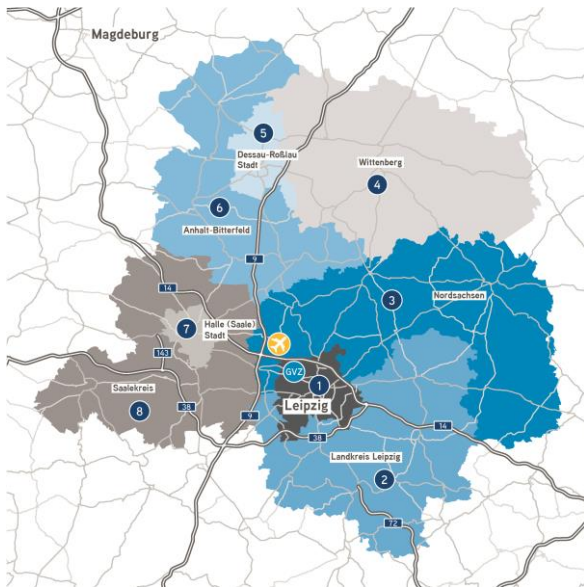 Magdeburg
5
Dessau-Roßlau
Stadt
Wittenberg
4
6
Anhalt-Bitterfeld
9
14
3
Nordsachsen
7
Halle (Saale)
Stadt
143
GVZ
1
Saalekreis
Leipzig
8
38
9
14
38
Landkreis Leipzig
2
72